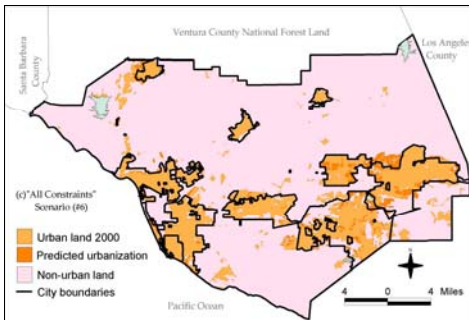 Ventura County National Forest Land
Santa Barbara
County
Los Angeles
County
(c)"All Constraints"
Scenario (#6)
Urban land 2000
Predicted urbanization
Non-urban land
City boundaries
Pacific Ocean
N
4 0 4 Miles